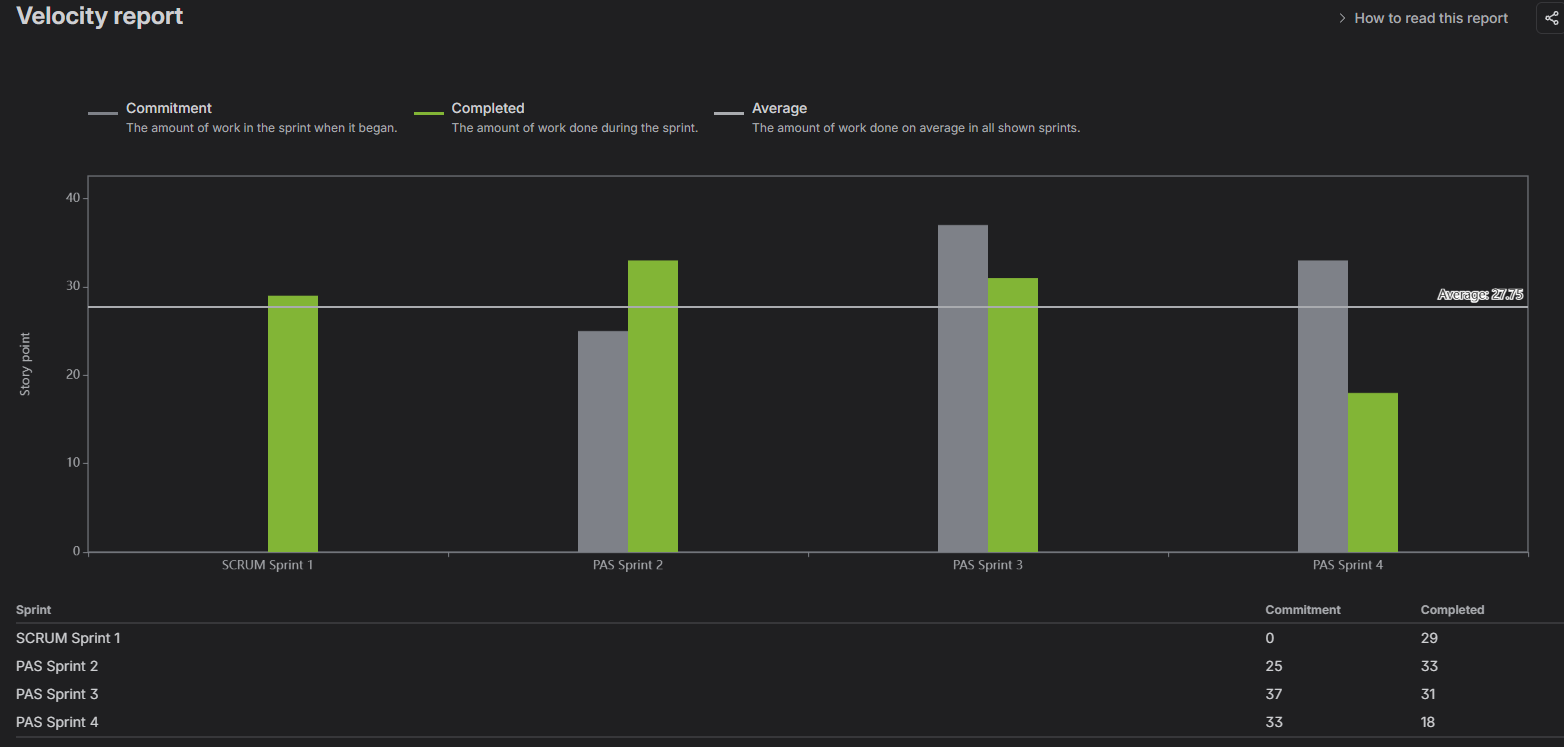 Velocity report
How to read this report
Commitment
The amount of work in the sprint when it began.
Completed
The amount of work done during the sprint.
Average
The amount of work done on average in all shown sprints.
Story point
40
30
20
10
0
Average: 27.75
SCRUM Sprint 1
PAS Sprint 2
PAS Sprint 3
PAS Sprint 4
Sprint Commitment Completed
SCRUM Sprint 1 0 29
PAS Sprint 2 25 33
PAS Sprint 3 37 31
PAS Sprint 4 33 18